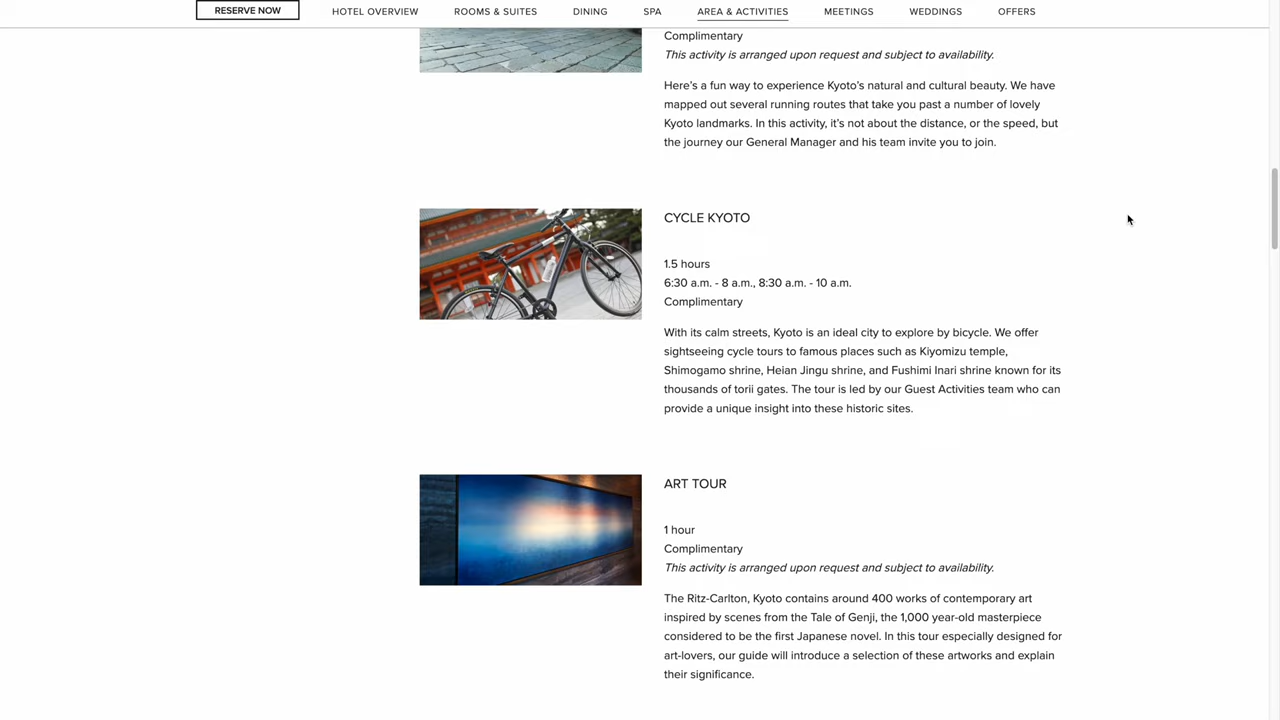 RESERVE NOW
HOTEL OVERVIEW
ROOMS & SUITES
DINING
SPA
AREA & ACTIVITIES
MEETINGS
WEDDINGS
OFFERS
Complimentary
This activity is arranged upon request and subject to availability.
Here's a fun way to experience Kyoto's natural and cultural beauty. We have
mapped out several running routes that take you past a number of lovely
Kyoto landmarks. In this activity, it's not about the distance, or the speed, but
the journey our General Manager and his team invite you to join.
CYCLE KYOTO
1.5 hours
6:30 a.m. - 8 a.m., 8:30 a.m. - 10 a.m.
Complimentary
With its calm streets, Kyoto is an ideal city to explore by bicycle. We offer
sightseeing cycle tours to famous places such as Kiyomizu temple,
Shimogamo shrine, Heian Jingu shrine, and Fushimi Inari shrine known for its
thousands of torii gates. The tour is led by our Guest Activities team who can
provide a unique insight into these historic sites.
ART TOUR
1 hour
Complimentary
This activity is arranged upon request and subject to availability.
The Ritz-Carlton, Kyoto contains around 400 works of contemporary art
inspired by scenes from the Tale of Genji, the 1,000 year-old masterpiece
considered to be the first Japanese novel. In this tour especially designed for
art-lovers, our guide will introduce a selection of these artworks and explain
their significance.